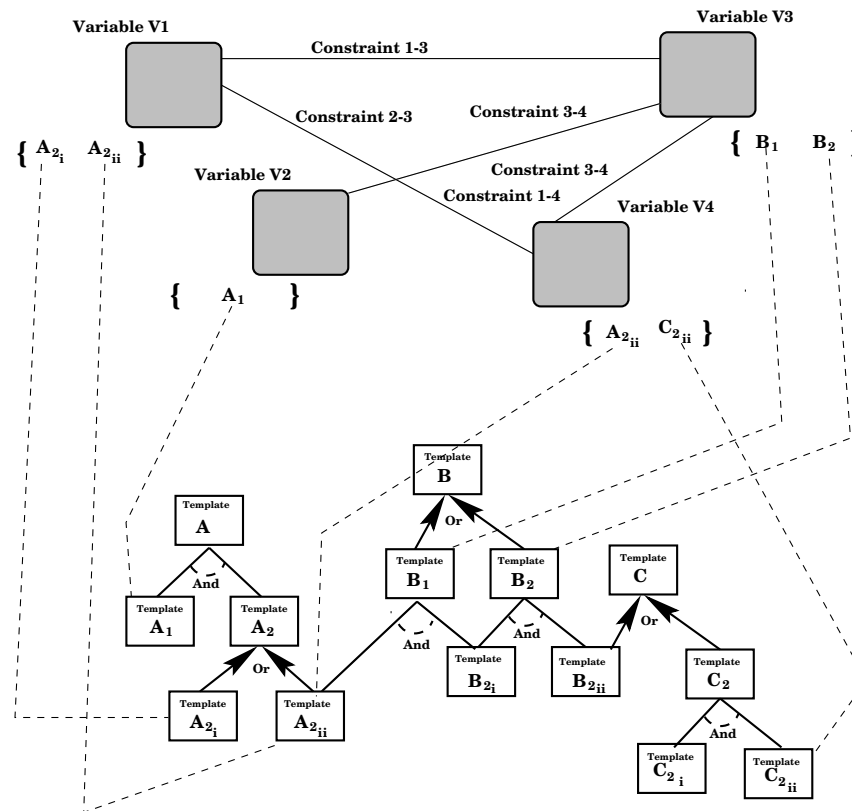 Variable V1
Variable V3
Constraint 1-3
Constraint 2-3
Constraint 3-4
{ A₂ᵢ A₂ᵢᵢ }
{ B₁ B₂ }
Variable V2
Constraint 3-4
Constraint 1-4
Variable V4
{ A₁ }
{ A₂ᵢᵢ C₂ᵢᵢ }
Template
B
Or
Template
A
And
Template
B₁
Template
B₂
Template
C
Or
Template
A₁
Template
A₂
Or
And
And
Template
B₂ᵢ
Template
B₂ᵢᵢ
Template
C₂
And
Template
A₂ᵢ
Template
A₂ᵢᵢ
Template
C₂ᵢ
Template
C₂ᵢᵢ